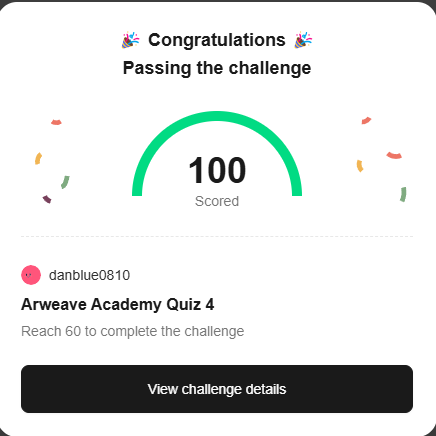 🎉 Congratulations 🎉
Passing the challenge
100
Scored
danblue0810
Arweave Academy Quiz 4
Reach 60 to complete the challenge
View challenge details